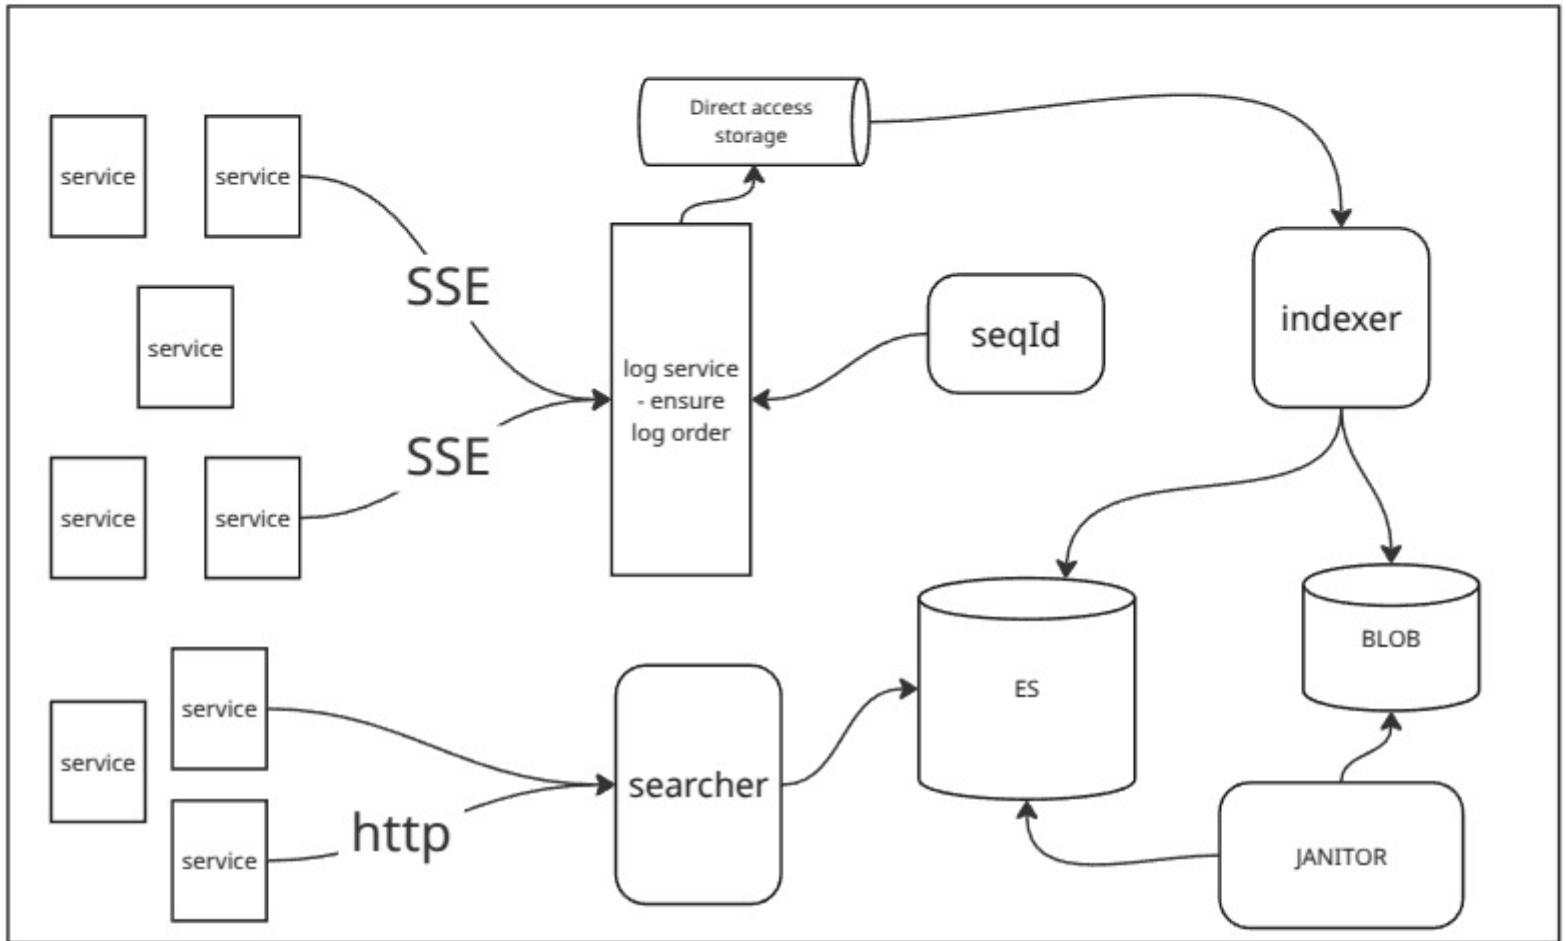 Direct access
storage
service
service
SSE
service
seqId
indexer
log service
- ensure
log order
SSE
service
service
BLOB
ES
service
service
searcher
http
service
JANITOR